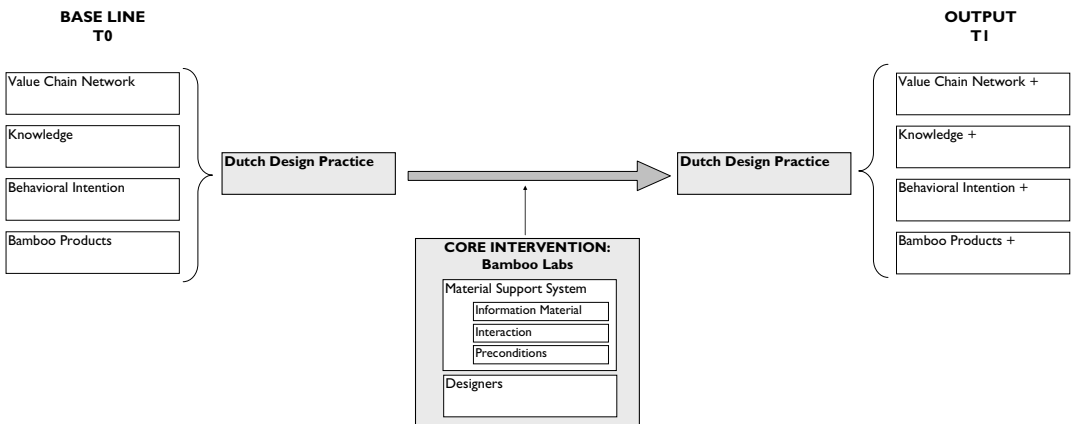 BASE LINE
T0
Value Chain Network
Knowledge
Behavioral Intention
Bamboo Products
Dutch Design Practice
CORE INTERVENTION:
Bamboo Labs
Material Support System
Information Material
Interaction
Preconditions
Designers
Dutch Design Practice
OUTPUT
T1
Value Chain Network +
Knowledge +
Behavioral Intention +
Bamboo Products +